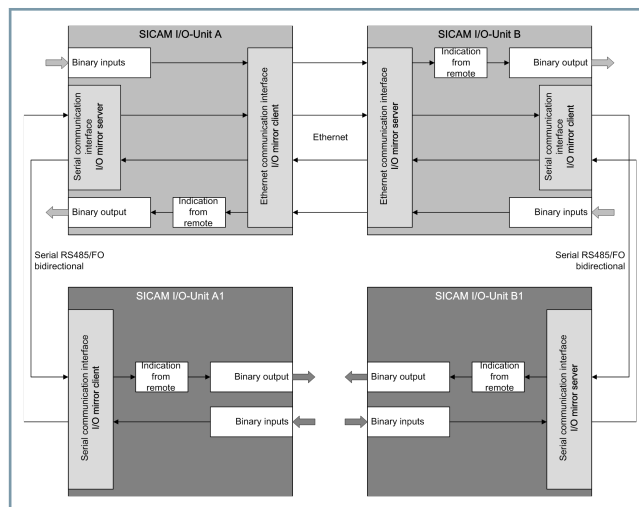 SICAM I/O-Unit A
SICAM I/O-Unit B
Binary inputs
Indication
from
remote
Binary output
Serial communication
interface
I/O mirror server
Ethernet communication interface
I/O mirror client
Ethernet
Ethernet communication interface
I/O mirror server
Serial communication
interface
I/O mirror client
Binary output
Indication
from
remote
Binary inputs
Serial RS485/FO
bidirectional
Serial RS485/FO
bidirectional
SICAM I/O-Unit A1
SICAM I/O-Unit B1
Serial communication interface
I/O mirror client
Indication
from
remote
Binary output
Binary inputs
Binary output
Indication
from
remote
Binary inputs
Serial communication interface
I/O mirror server